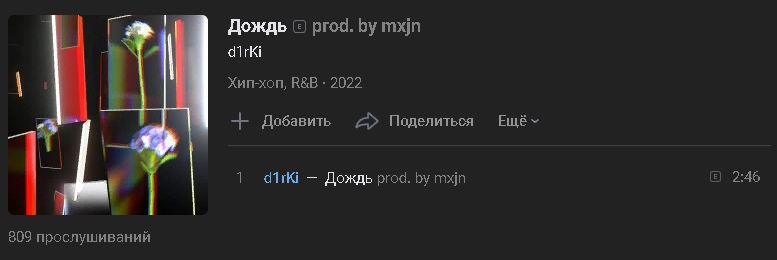 Дождь E prod. by mxjn
d1rKi
Хип-хоп, R&B · 2022
Добавить Поделиться Ещё
1 d1rKi — Дождь prod. by mxjn E 2:46
809 прослушиваний